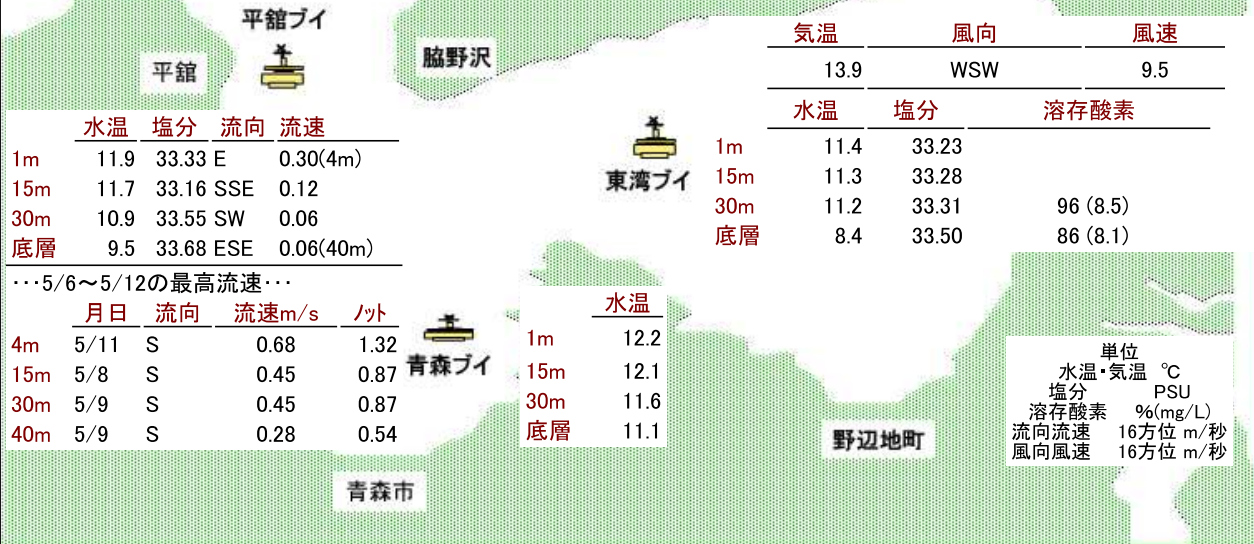 平舘ブイ
平舘
脇野沢
水温 塩分 流向 流速
1m 11.9 33.33 E 0.30(4m)
15m 11.7 33.16 SSE 0.12
30m 10.9 33.55 SW 0.06
底層 9.5 33.68 ESE 0.06(40m)
…5/6～5/12の最高流速…
月日 流向 流速m/s ノット
4m 5/11 S 0.68 1.32
15m 5/8 S 0.45 0.87
30m 5/9 S 0.45 0.87
40m 5/9 S 0.28 0.54
気温 風向 風速
13.9 WSW 9.5
水温 塩分 溶存酸素
1m 11.4 33.23
15m 11.3 33.28
30m 11.2 33.31 96 (8.5)
底層 8.4 33.50 86 (8.1)
東湾ブイ
青森ブイ
水温
1m 12.2
15m 12.1
30m 11.6
底層 11.1
青森市
野辺地町
単位
水温・気温 ℃
塩分 PSU
溶存酸素 %(mg/L)
流向流速 16方位 m/秒
風向風速 16方位 m/秒